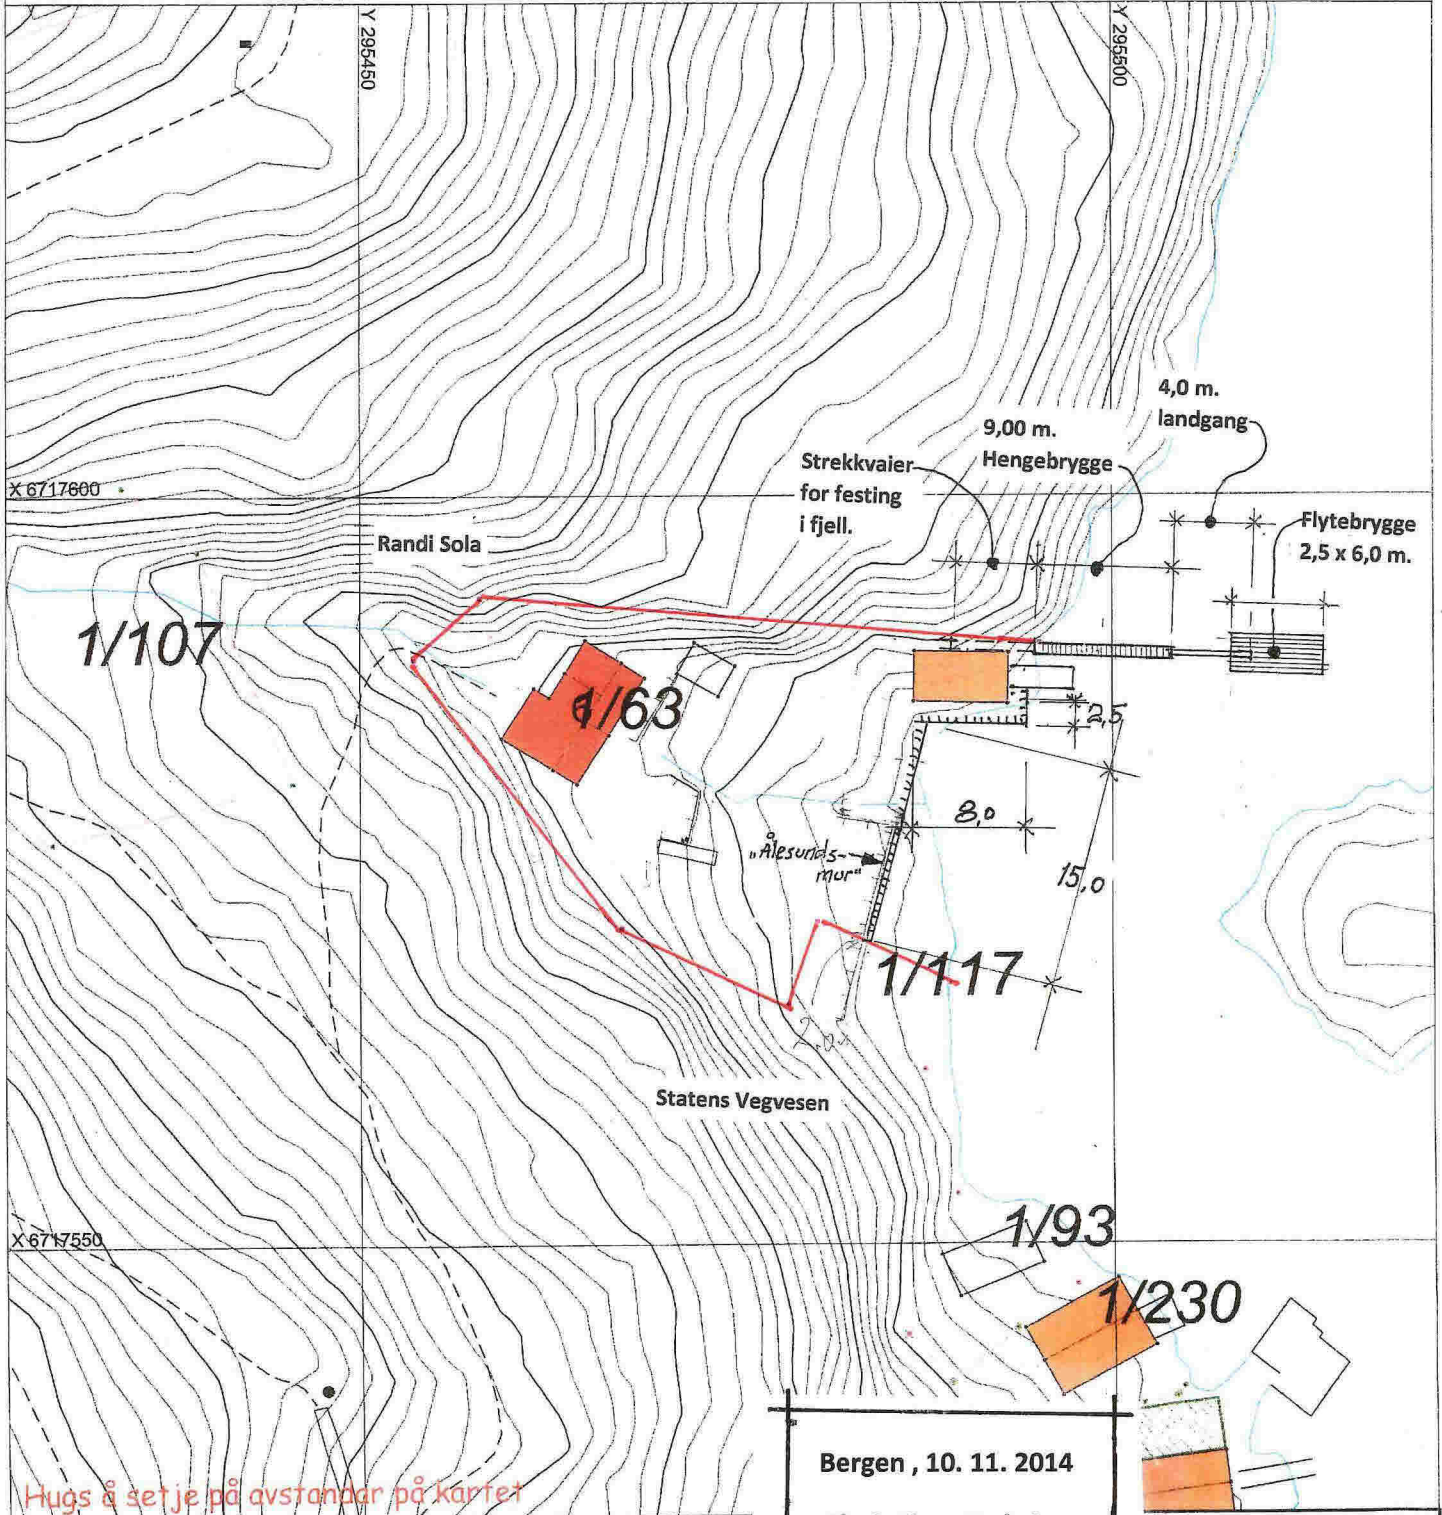 Y 295450
Y 295500
4,0 m.
landgang
9,00 m.
Hengebrygge
Strekkvaier
for festing
i fjell.
X 6717600
Flytebrygge
2,5 x 6,0 m.
Randi Sola
1/107
1/63
2,5
8,0
"Ålesunds-
mur"
15,0
1/117
Statens Vegvesen
1/93
X 6717550
1/230
Bergen , 10. 11. 2014
Hugs å setje på avstandar på kartet